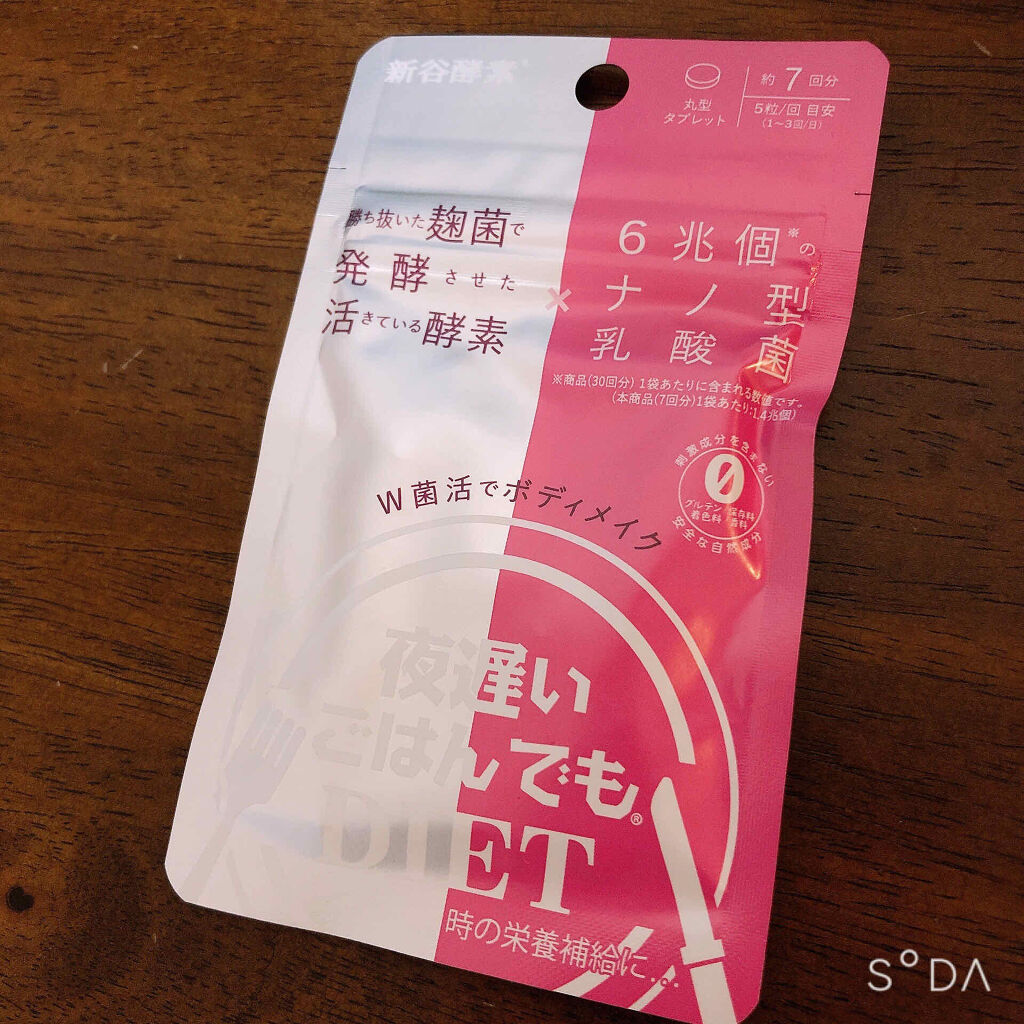 新谷酵素
丸型
タブレット
約7回分
5粒/回 目安
(1~3回/日)
勝ち抜いた麹菌で
発酵させた
活きている酵素
×
6兆個※の
ナノ型
乳酸菌
※商品(30回分) 1袋あたりに含まれる数値です。
(本商品(7回分)1袋あたり:1.4兆個)
刺激成分を含まない
0
グルテン 保存料
着色料 香料
安全な自然成分
W菌活でボディメイク
夜遅い
ごはんでも®
DIET
時の栄養補給に...
SODA